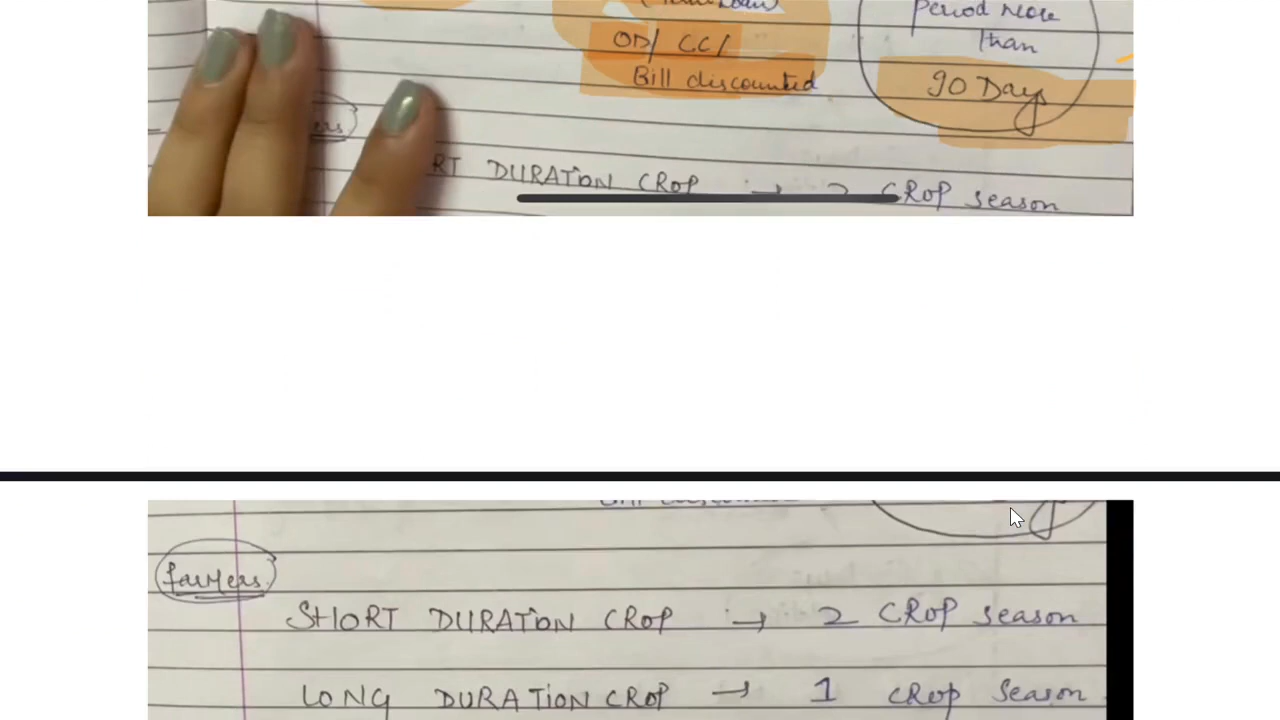 Period More
than
OD/ CC/
Bill discounted
90 Days
RT DURATION CROP → 2 CROP season
farmers.
SHORT DURATION CROP → 2 CROP season
LONG DURATION CROP → 1 CROP Season